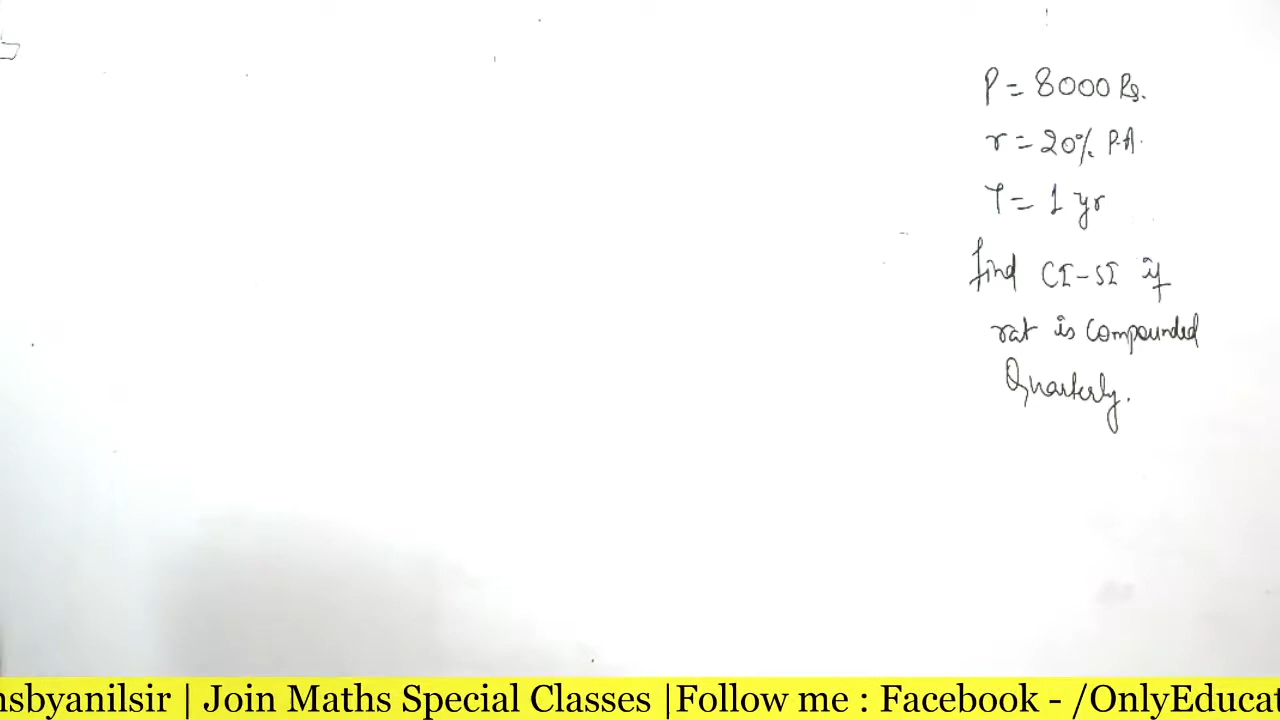 P = 8000 Rs.
r = 20% P.A.
T = 1 yr
find CI-SI if
rat is compounded
Quarterly.
nsbyanilsir | Join Maths Special Classes |Follow me : Facebook - /OnlyEducat